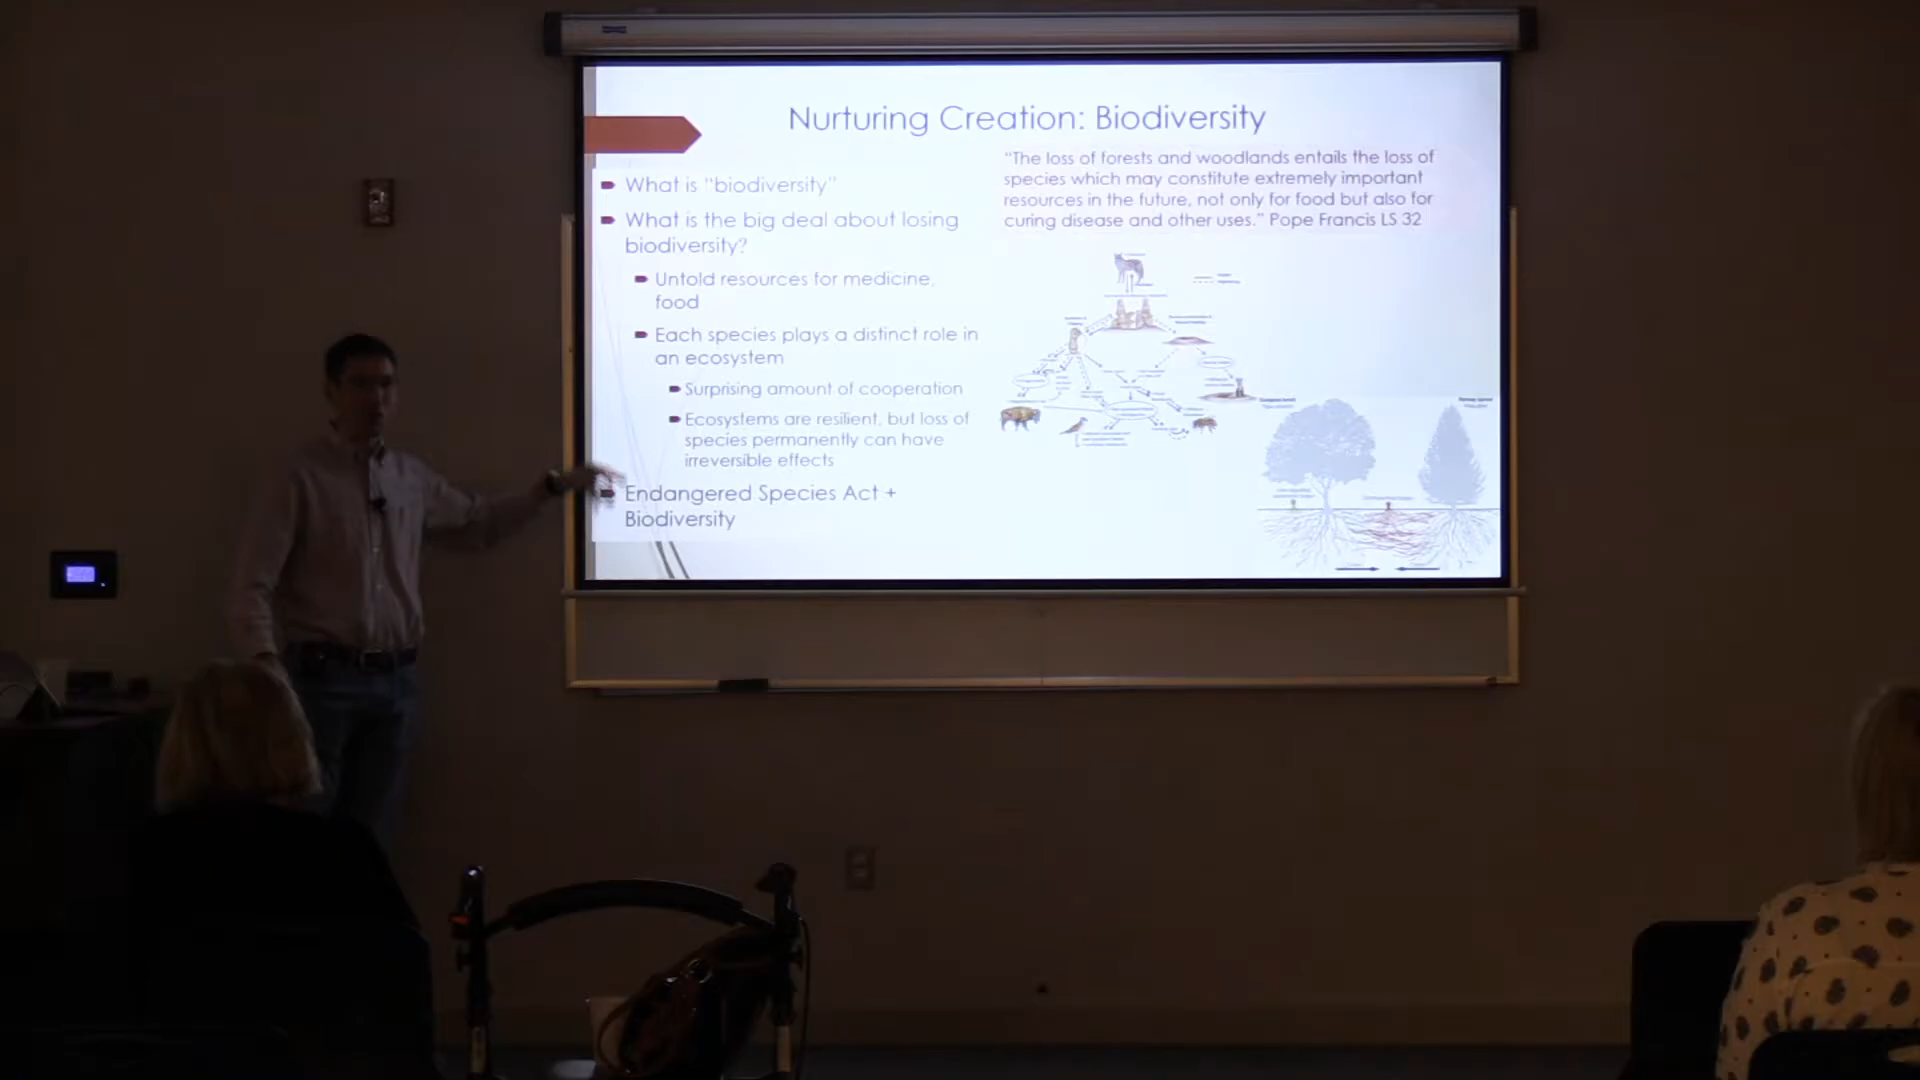 Nurturing Creation: Biodiversity
What is "biodiversity"
What is the big deal about losing
biodiversity?
Untold resources for medicine,
food
Each species plays a distinct role in
an ecosystem
Surprising amount of cooperation
Ecosystems are resilient, but loss of
species permanently can have
irreversible effects
Endangered Species Act +
Biodiversity
"The loss of forests and woodlands entails the loss of
species which may constitute extremely important
resources in the future, not only for food but also for
curing disease and other uses." Pope Francis LS 32